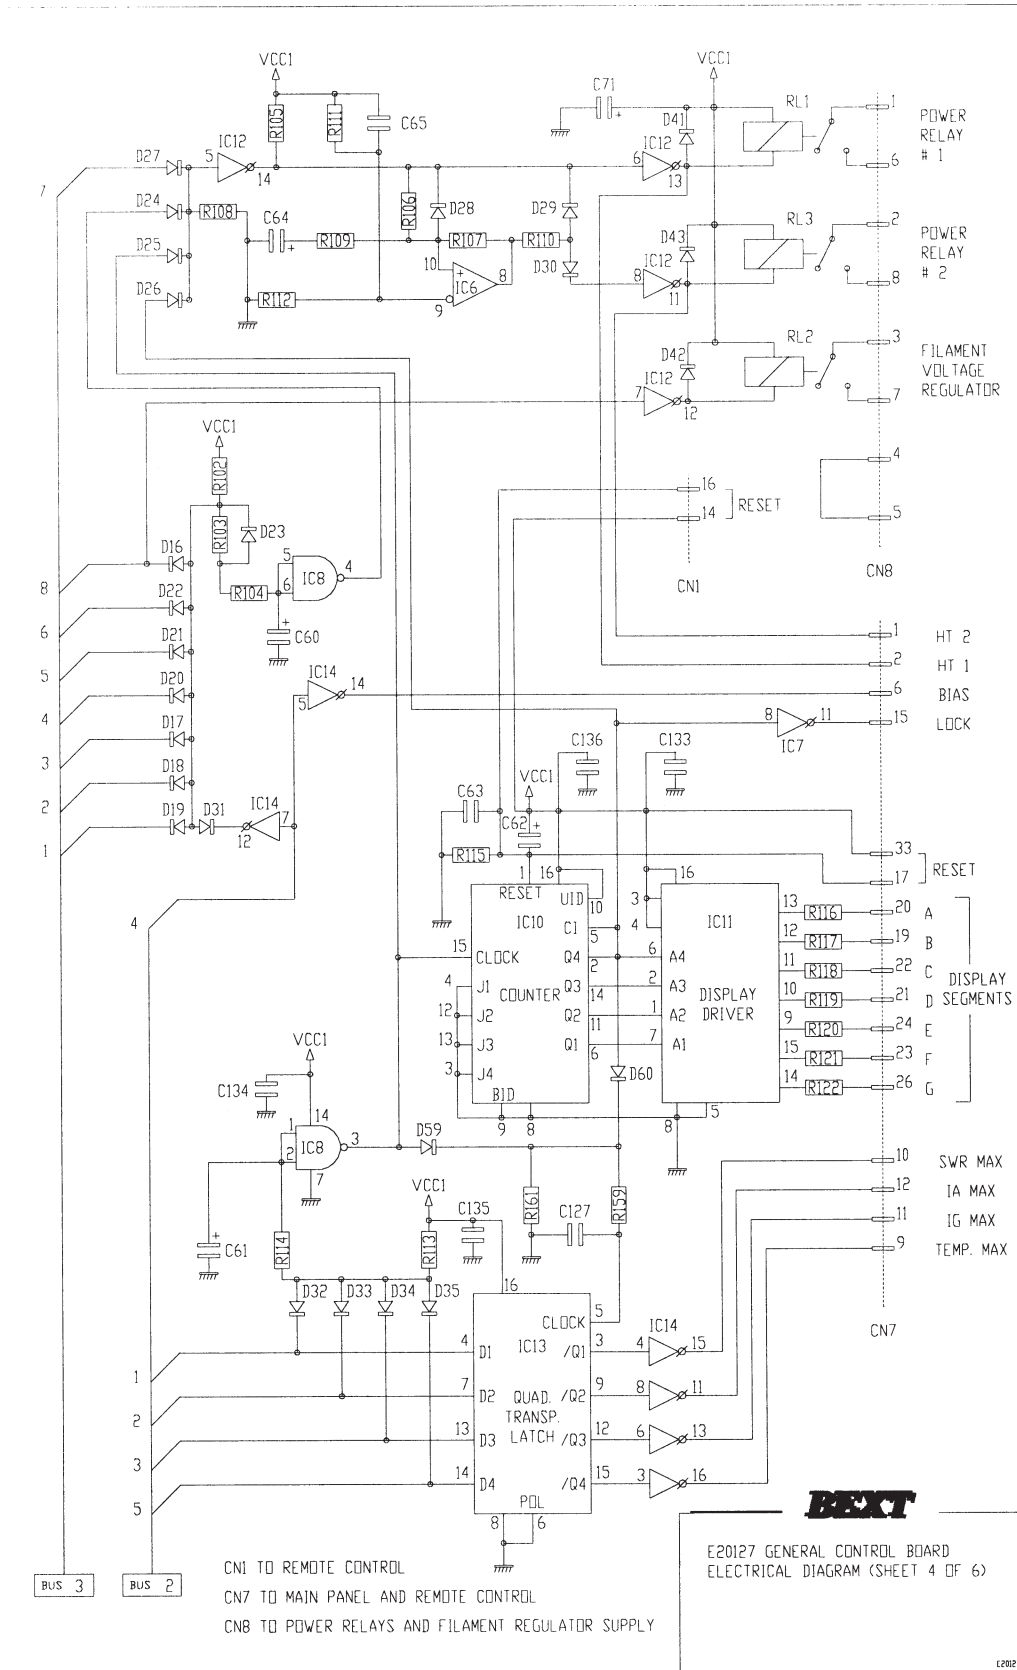 VCC1
VCC1
C71
RL1
1
POWER
RELAY
# 1
R105
R111
C65
D41
D27
5
IC12
14
6
IC12
13
6
7
D24
R108
C64
R109
R106
D28
R107
D29
R110
D43
RL3
2
POWER
RELAY
# 2
D25
10
IC6
8
D30
8
IC12
11
8
D26
R112
9
D42
RL2
3
FILAMENT
VOLTAGE
REGULATOR
7
IC12
12
7
VCC1
R102
4
16
14
RESET
5
R103
D23
D16
5
IC8
4
6
R104
CN1
CN8
8
D22
C60
1
HT 2
6
D21
IC14
2
HT 1
5
D20
5
14
6
BIAS
4
D17
8
IC7
11
15
LOCK
3
D18
C136
C133
VCC1
2
D19
D31
IC14
12
7
C63
C62
1
R115
33
17
RESET
4
1
16
RESET
UID
10
IC10
CI
5
15
CLOCK
Q4
2
4
J1
COUNTER
Q3
14
12
J2
Q2
11
13
J3
Q1
6
3
J4
BID
9
8
16
3
4
IC11
6
A4
2
A3
DISPLAY
DRIVER
1
A2
7
A1
8
5
13
R116
20
A
12
R117
19
B
11
R118
22
C
10
R119
21
D
9
R120
24
E
15
R121
23
F
14
R122
26
G
DISPLAY
SEGMENTS
VCC1
C134
14
D60
1
IC8
3
2
7
D59
10
SWR MAX
VCC1
R161
R159
12
IA MAX
C135
11
IG MAX
C61
R114
R113
C127
9
TEMP. MAX
D32
D33
D34
D35
16
CLOCK
5
IC14
CN7
4
D1
IC13
/Q1
3
4
15
1
7
D2
QUAD.
TRANSP.
LATCH
/Q2
9
8
11
2
13
D3
/Q3
12
6
13
3
14
D4
/Q4
15
3
16
5
POL
8
6
BEXT
E20127 GENERAL CONTROL BOARD
ELECTRICAL DIAGRAM (SHEET 4 OF 6)
BUS 3
BUS 2
CN1 TO REMOTE CONTROL
CN7 TO MAIN PANEL AND REMOTE CONTROL
CN8 TO POWER RELAYS AND FILAMENT REGULATOR SUPPLY
E2012